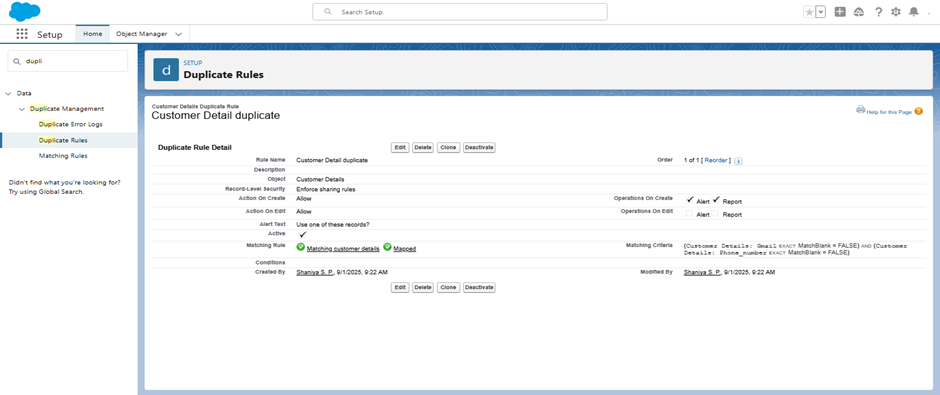 Search Setup
Setup
Home
Object Manager
dupli
Data
Duplicate Management
Duplicate Error Logs
Duplicate Rules
Matching Rules
Didn't find what you're looking for?
Try using Global Search.
d
SETUP
Duplicate Rules
Customer Details Duplicate Rule
Customer Detail duplicate
Help for this Page
Duplicate Rule Detail
Edit Delete Clone Deactivate
Rule Name Customer Detail duplicate Order 1 of 1 [ Reorder ] i
Description
Object Customer Details
Record-Level Security Enforce sharing rules
Action On Create Allow Operations On Create Alert Report
Action On Edit Allow Operations On Edit Alert Report
Alert Text Use one of these records?
Active
Matching Rule Matching customer details Mapped Matching Criteria (Customer Details: Gmail EXACT MatchBlank = FALSE) AND (Customer
Details: Phone_number EXACT MatchBlank = FALSE)
Conditions
Created By Shaniya S. P., 9/1/2025, 9:22 AM Modified By Shaniya S. P., 9/1/2025, 9:22 AM
Edit Delete Clone Deactivate